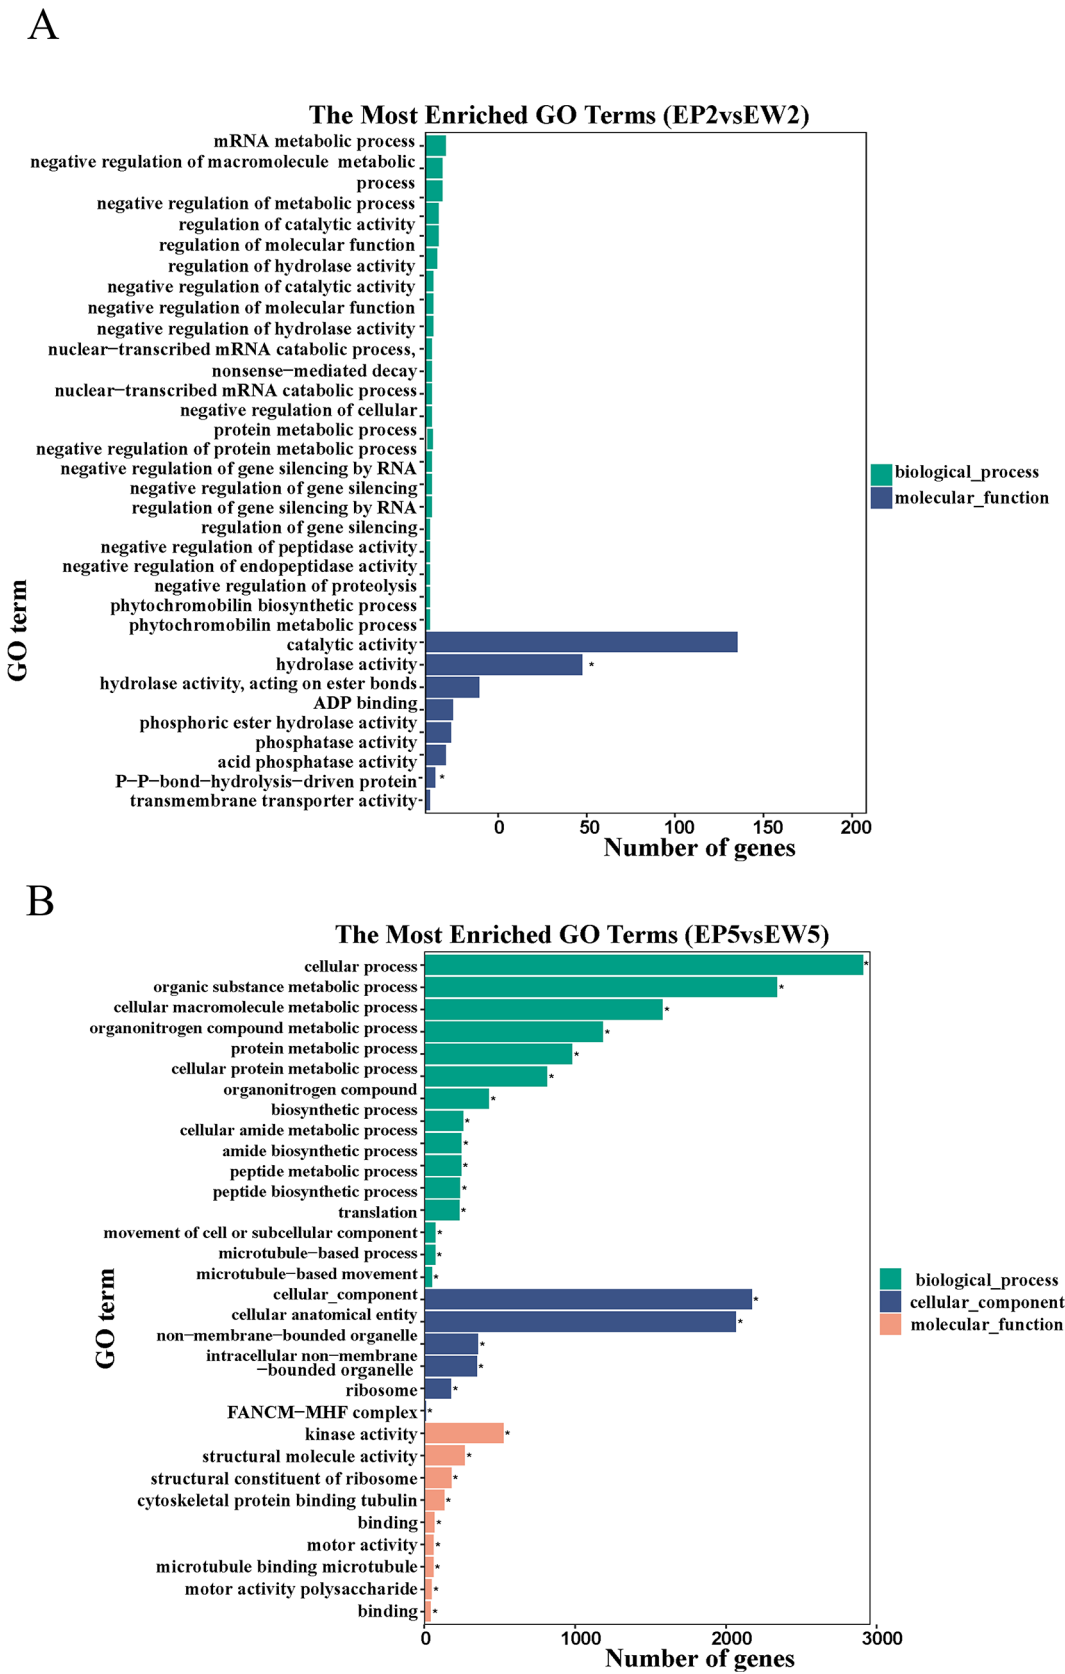 A
The Most Enriched GO Terms (EP2vsEW2)
mRNA metabolic process
negative regulation of macromolecule metabolic
process
negative regulation of metabolic process
regulation of catalytic activity
regulation of molecular function
regulation of hydrolase activity
negative regulation of catalytic activity
negative regulation of molecular function
negative regulation of hydrolase activity
nuclear−transcribed mRNA catabolic process,
nonsense−mediated decay
nuclear−transcribed mRNA catabolic process
negative regulation of cellular
protein metabolic process
negative regulation of protein metabolic process
negative regulation of gene silencing by RNA
negative regulation of gene silencing
regulation of gene silencing by RNA
regulation of gene silencing
negative regulation of peptidase activity
negative regulation of endopeptidase activity
negative regulation of proteolysis
phytochromobilin biosynthetic process
phytochromobilin metabolic process
catalytic activity
hydrolase activity *
hydrolase activity, acting on ester bonds
ADP binding
phosphoric ester hydrolase activity
phosphatase activity
acid phosphatase activity
P−P−bond−hydrolysis−driven protein *
transmembrane transporter activity
GO term
biological_process
molecular_function
0 50 100 150 200
Number of genes
B
The Most Enriched GO Terms (EP5vsEW5)
cellular process *
organic substance metabolic process *
cellular macromolecule metabolic process *
organonitrogen compound metabolic process *
protein metabolic process *
cellular protein metabolic process *
organonitrogen compound *
biosynthetic process *
cellular amide metabolic process *
amide biosynthetic process *
peptide metabolic process
peptide biosynthetic process *
translation *
movement of cell or subcellular component *
microtubule−based process *
microtubule−based movement *
cellular_component *
cellular anatomical entity *
non−membrane−bounded organelle *
intracellular non−membrane *
−bounded organelle
ribosome *
FANCM−MHF complex *
kinase activity *
structural molecule activity *
structural constituent of ribosome *
cytoskeletal protein binding tubulin *
binding *
motor activity *
microtubule binding microtubule *
motor activity polysaccharide *
binding *
GO term
biological_process
cellular_component
molecular_function
0 1000 2000 3000
Number of genes